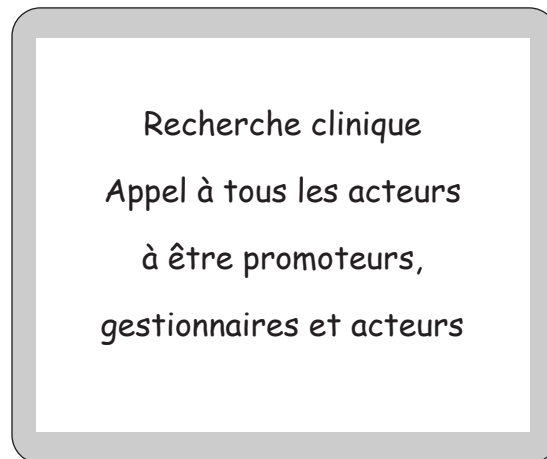 Recherche clinique
Appel à tous les acteurs
à être promoteurs,
gestionnaires et acteurs